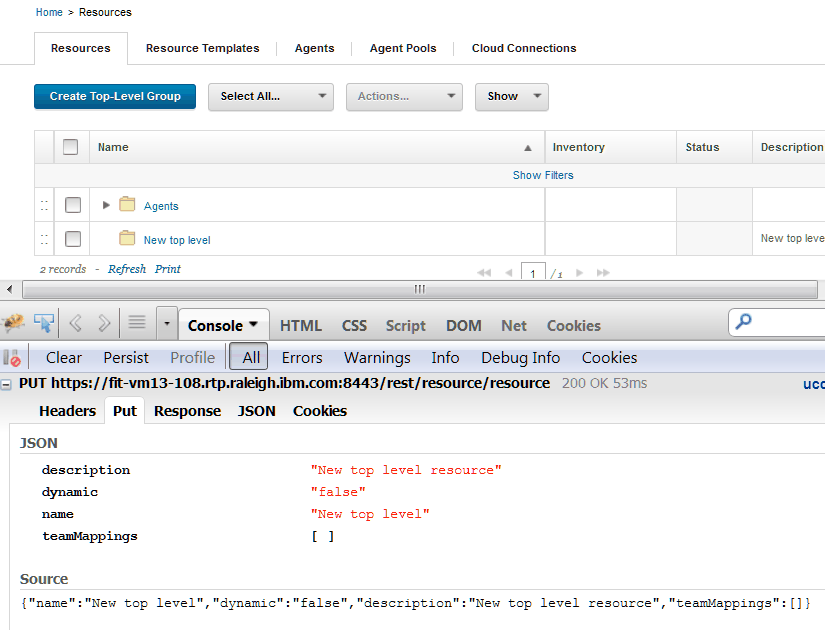 Home > Resources
Resources Resource Templates Agents Agent Pools Cloud Connections
Create Top-Level Group Select All... Actions... Show
Name Inventory Status Description
Show Filters
Agents
New top level New top leve
2 records - Refresh Print 1 / 1
Console HTML CSS Script DOM Net Cookies
Clear Persist Profile All Errors Warnings Info Debug Info Cookies
PUT https://fit-vm13-108.rtp.raleigh.ibm.com:8443/rest/resource/resource 200 OK 53ms ucc
Headers Put Response JSON Cookies
JSON
description "New top level resource"
dynamic "false"
name "New top level"
teamMappings [ ]
Source
{"name":"New top level","dynamic":"false","description":"New top level resource","teamMappings":[]}